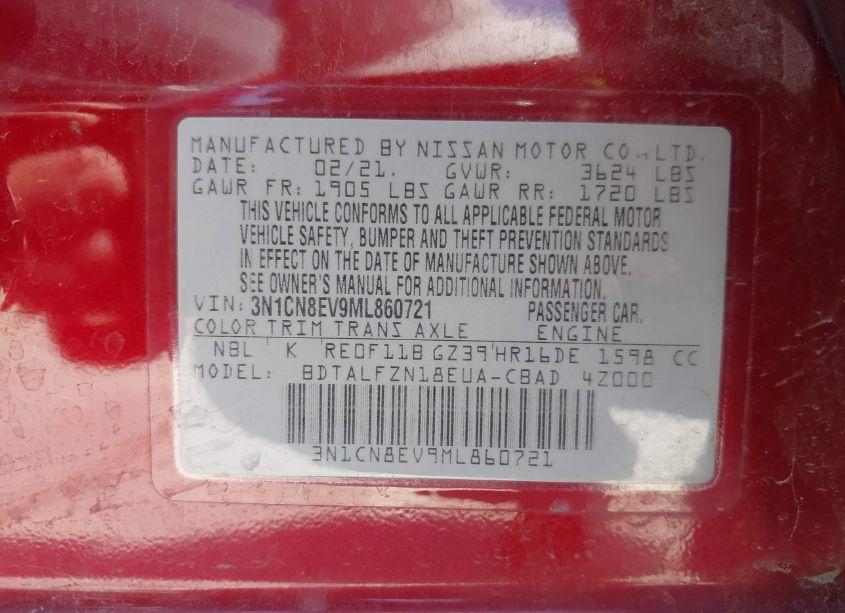 MANUFACTURED BY NISSAN MOTOR CO.,LTD.
DATE: 02/21. GVWR: 3624 LBS
GAWR FR: 1905 LBS GAWR RR: 1720 LBS
THIS VEHICLE CONFORMS TO ALL APPLICABLE FEDERAL MOTOR
VEHICLE SAFETY, BUMPER AND THEFT PREVENTION STANDARDS
IN EFFECT ON THE DATE OF MANUFACTURE SHOWN ABOVE.
SEE OWNER'S MANUAL FOR ADDITIONAL INFORMATION.
VIN: 3N1CN8EV9ML860721 PASSENGER CAR.
COLOR TRIM TRANS AXLE ENGINE
NBL K RE0F11B GZ39 HR16DE 1598 CC
MODEL: BDTALFZN18EUA-CBAD 4Z000
3N1CN8EV9ML860721